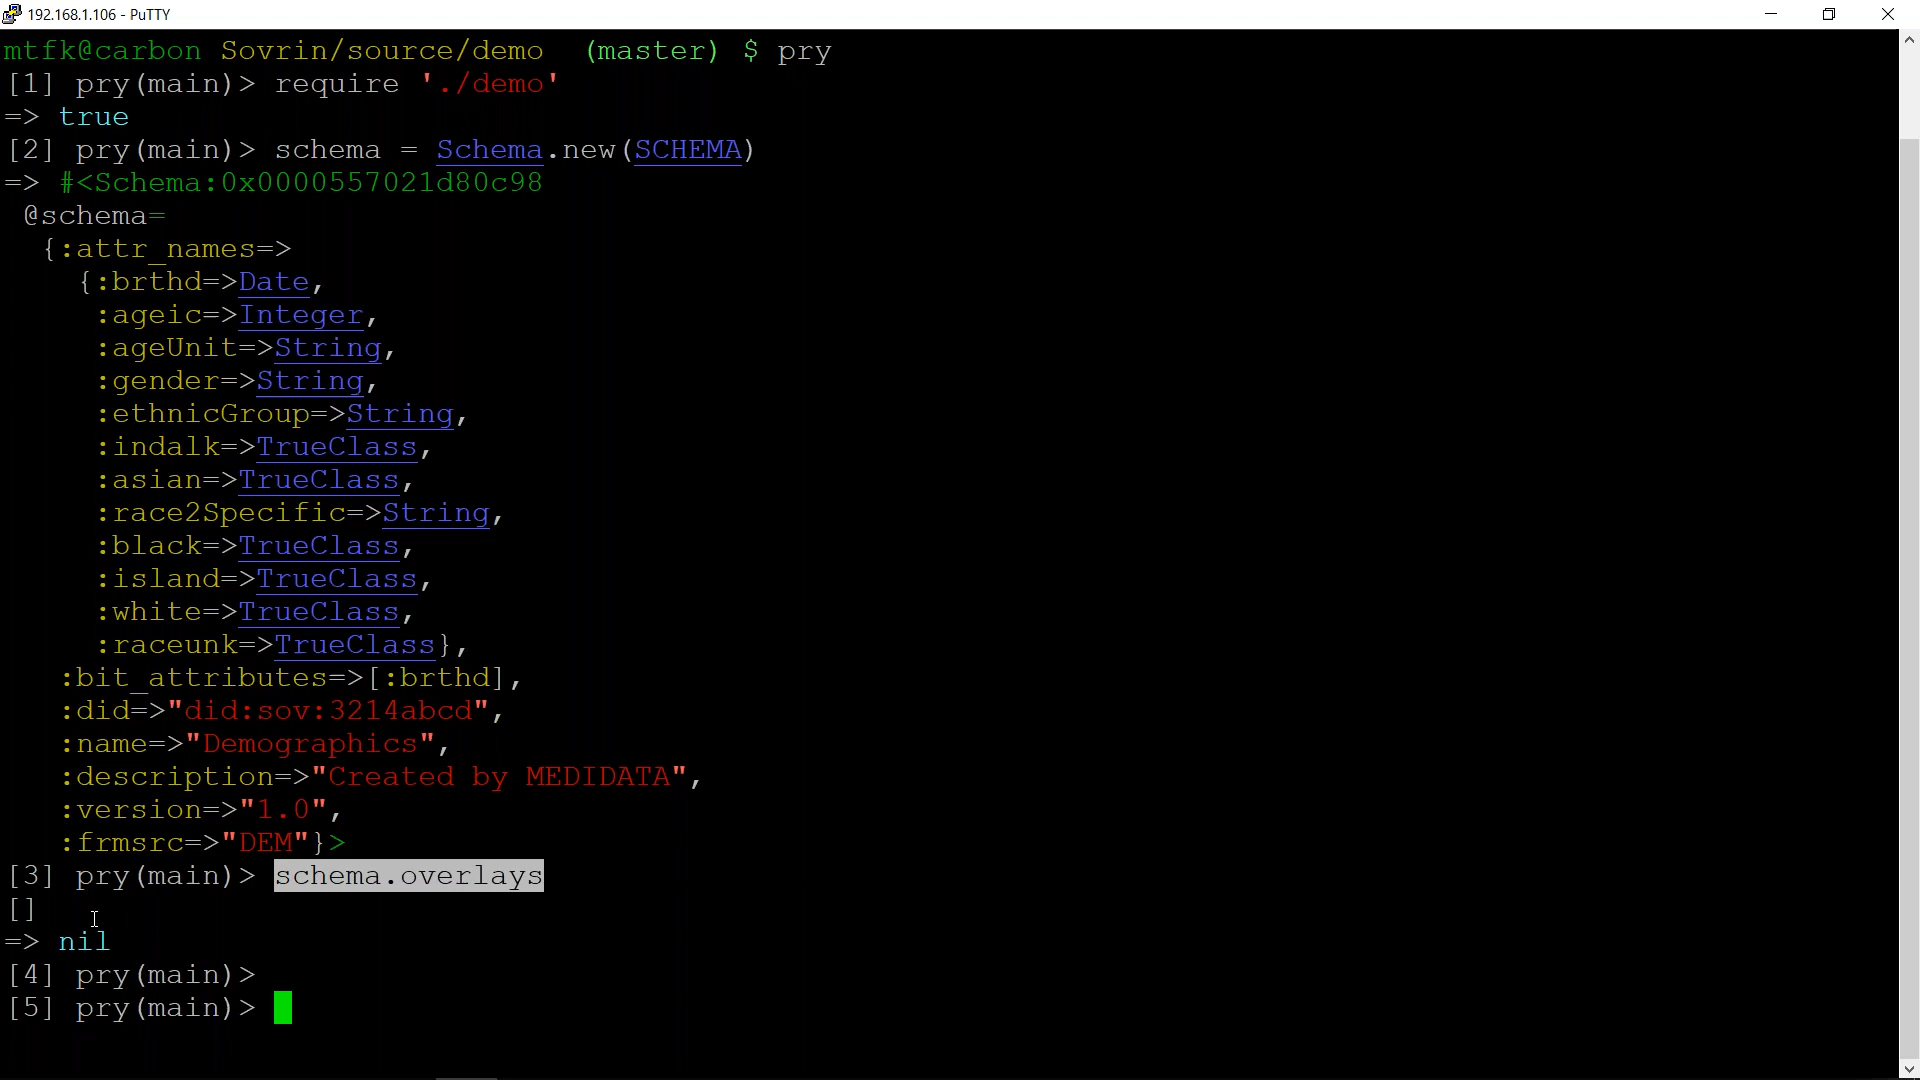 192.168.1.106 - PuTTY
mtfk@carbon Sovrin/source/demo  (master) $ pry
[1] pry(main)> require './demo'
=> true
[2] pry(main)> schema = Schema.new(SCHEMA)
=> #<Schema:0x0000557021d80c98
 @schema=
  {:attr_names=>
    {:brthd=>Date,
     :ageic=>Integer,
     :ageUnit=>String,
     :gender=>String,
     :ethnicGroup=>String,
     :indalk=>TrueClass,
     :asian=>TrueClass,
     :race2Specific=>String,
     :black=>TrueClass,
     :island=>TrueClass,
     :white=>TrueClass,
     :raceunk=>TrueClass},
   :bit_attributes=>[:brthd],
   :did=>"did:sov:3214abcd",
   :name=>"Demographics",
   :description=>"Created by MEDIDATA",
   :version=>"1.0",
   :frmsrc=>"DEM"}>
[3] pry(main)> schema.overlays
[]
=> nil
[4] pry(main)>
[5] pry(main)>